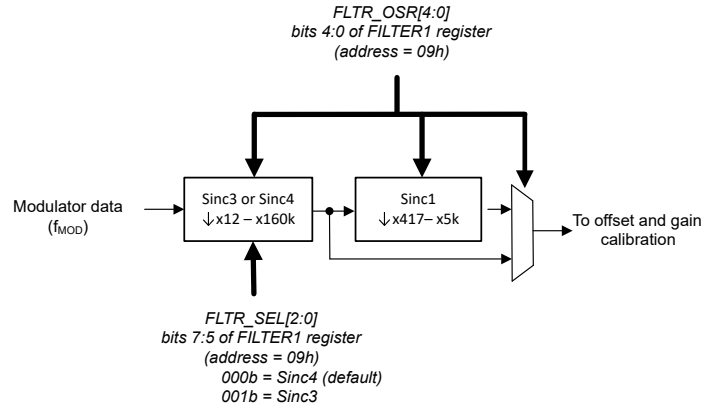 FLTR_OSR[4:0]
bits 4:0 of FILTER1 register
(address = 09h)
Modulator data
(fMOD)
Sinc3 or Sinc4
↓x12 – x160k
Sinc1
↓x417– x5k
To offset and gain
calibration
FLTR_SEL[2:0]
bits 7:5 of FILTER1 register
(address = 09h)
000b = Sinc4 (default)
001b = Sinc3